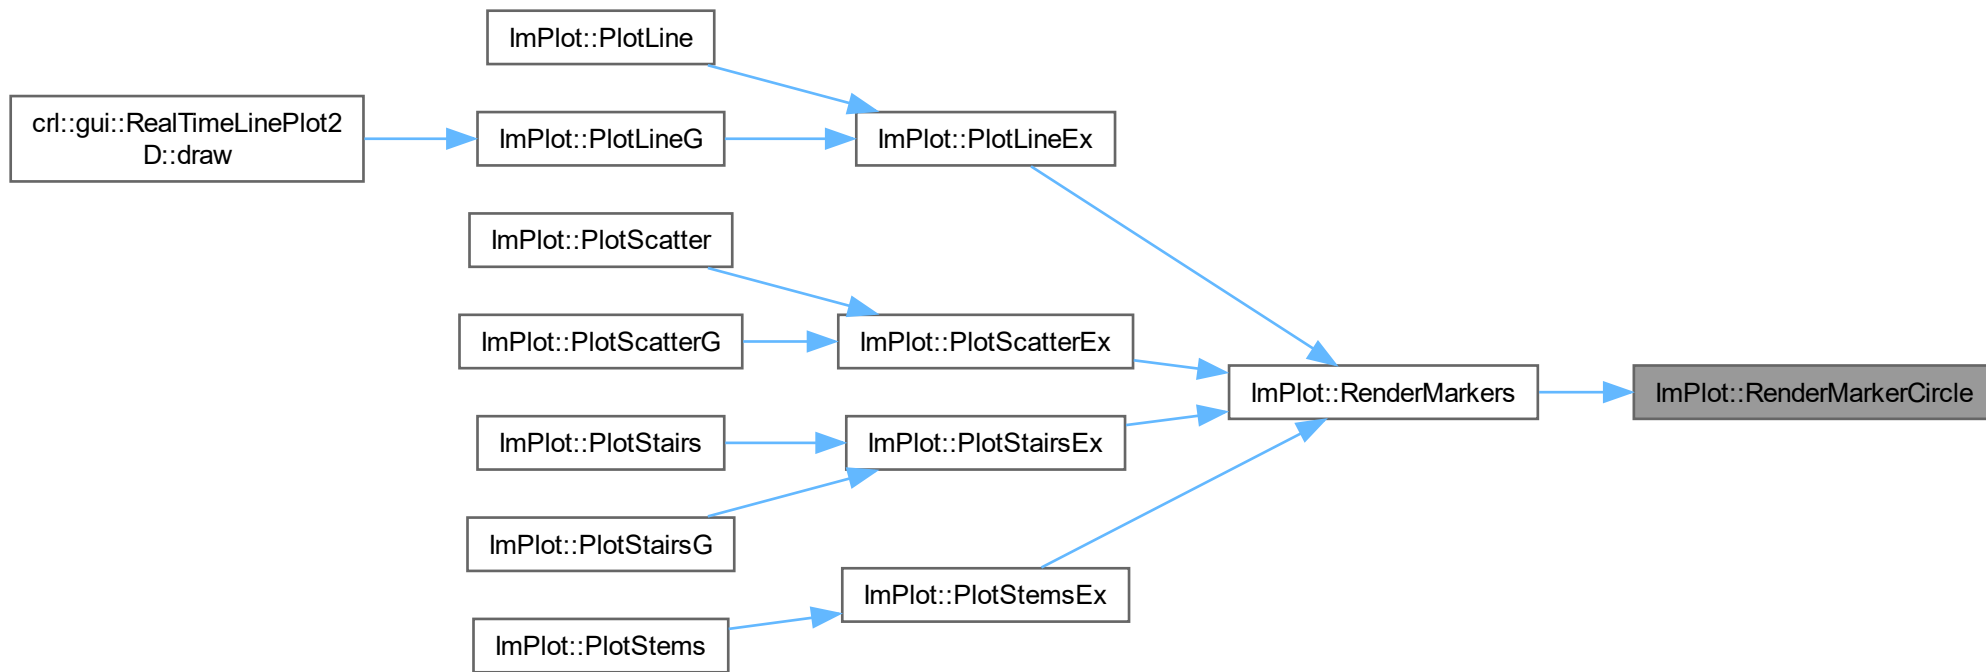 ImPlot::PlotLine
crl::gui::RealTimeLinePlot2
D::draw
ImPlot::PlotLineG
ImPlot::PlotLineEx
ImPlot::PlotScatter
ImPlot::PlotScatterG
ImPlot::PlotScatterEx
ImPlot::RenderMarkers
ImPlot::RenderMarkerCircle
ImPlot::PlotStairs
ImPlot::PlotStairsEx
ImPlot::PlotStairsG
ImPlot::PlotStemsEx
ImPlot::PlotStems